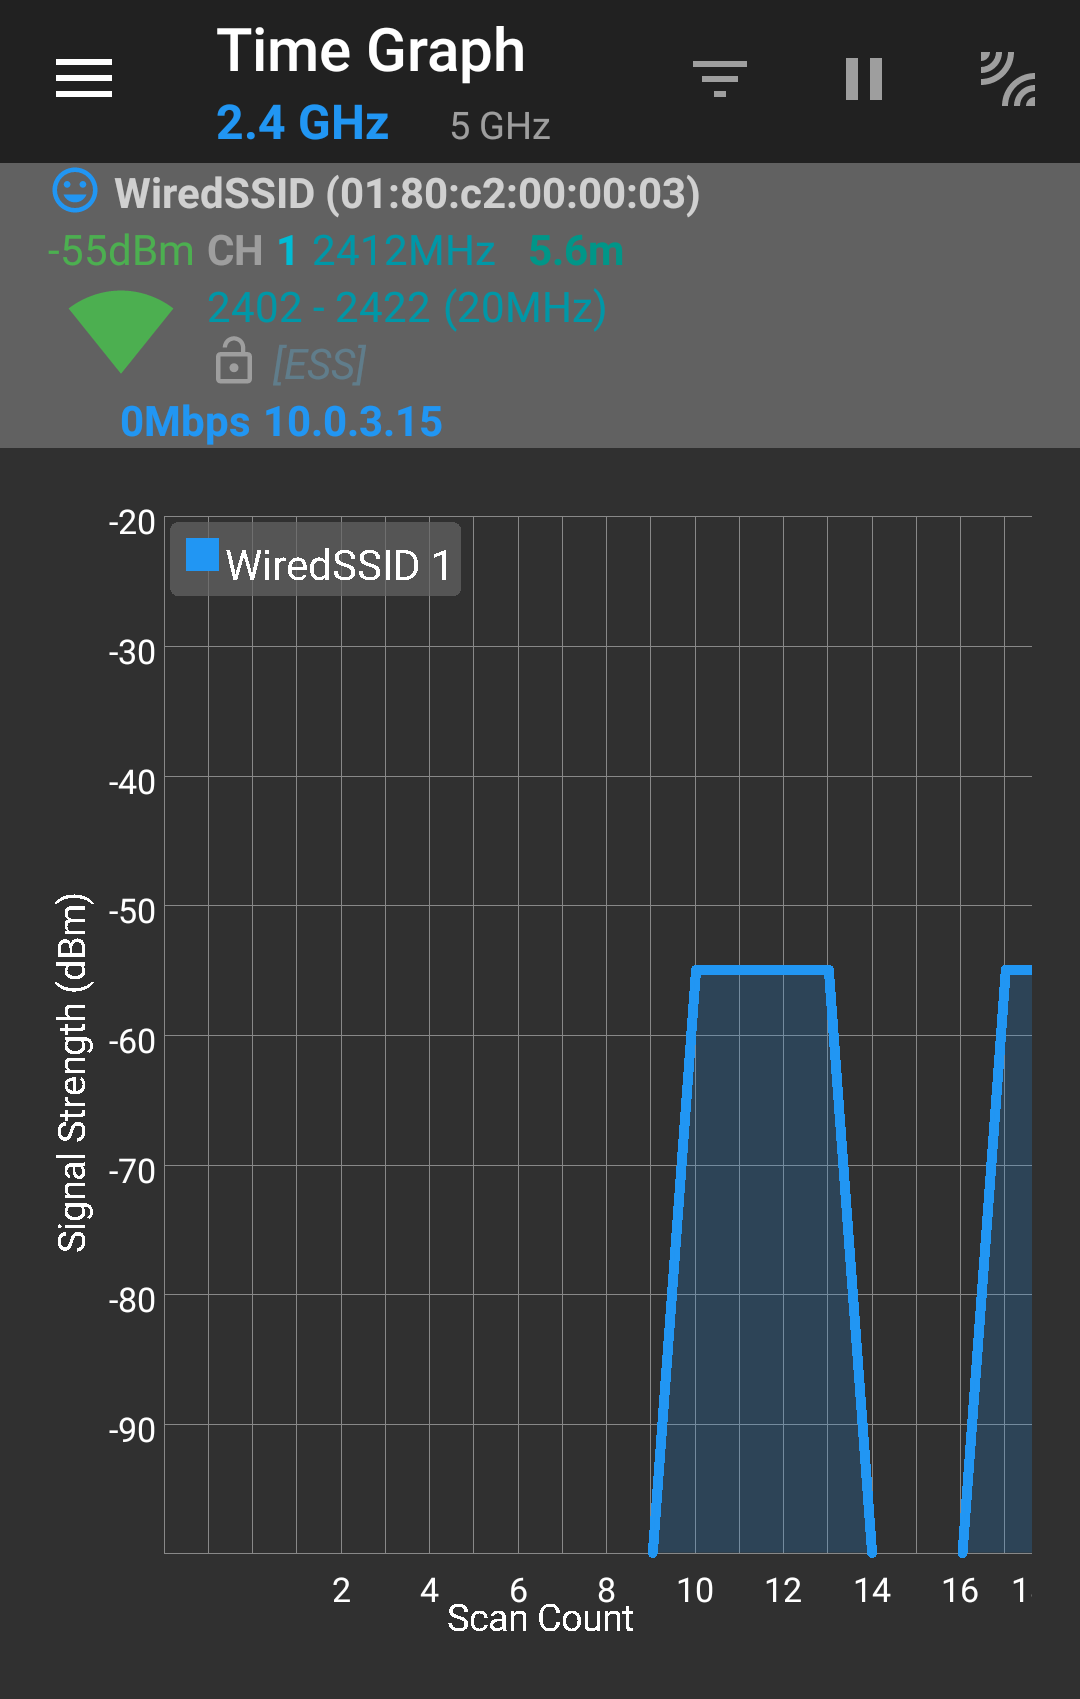 Time Graph
2.4 GHz 5 GHz
WiredSSID (01:80:c2:00:00:03)
-55dBm CH 1 2412MHz 5.6m
2402 - 2422 (20MHz)
[ESS]
0Mbps 10.0.3.15
-20
WiredSSID 1
-30
-40
-50
-60
-70
-80
-90
Signal Strength (dBm)
2 4 6 8 10 12 14 16
Scan Count